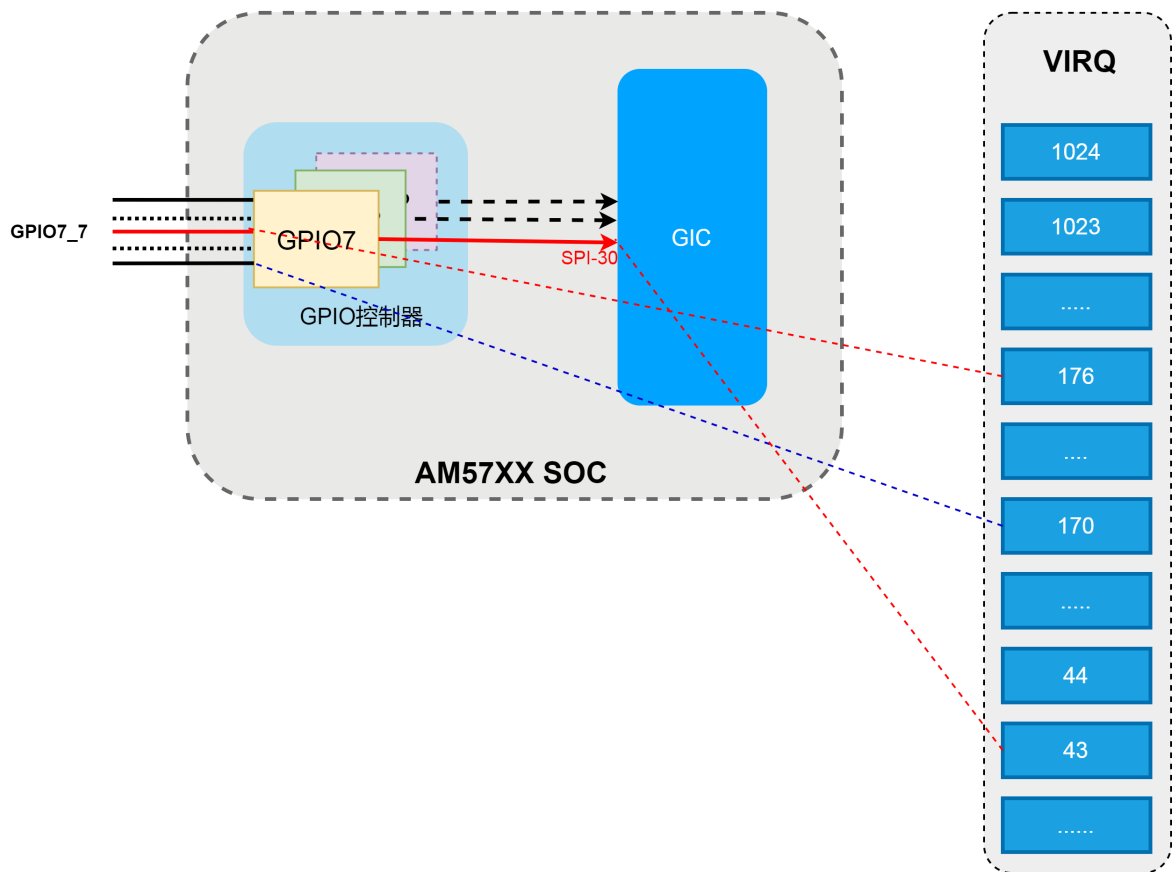 VIRQ
1024
1023
.....
176
....
170
.....
44
43
......
GPIO7_7
GPIO7
GPIO控制器
SPI-30
GIC
AM57XX SOC